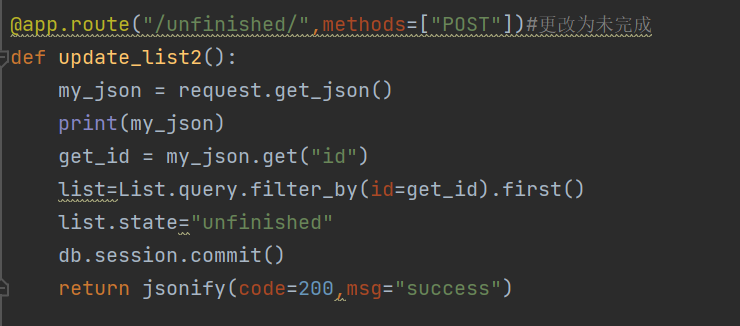 @app.route("/unfinished/",methods=["POST"])#更改为未完成
def update_list2():
    my_json = request.get_json()
    print(my_json)
    get_id = my_json.get("id")
    list=List.query.filter_by(id=get_id).first()
    list.state="unfinished"
    db.session.commit()
    return jsonify(code=200,msg="success")